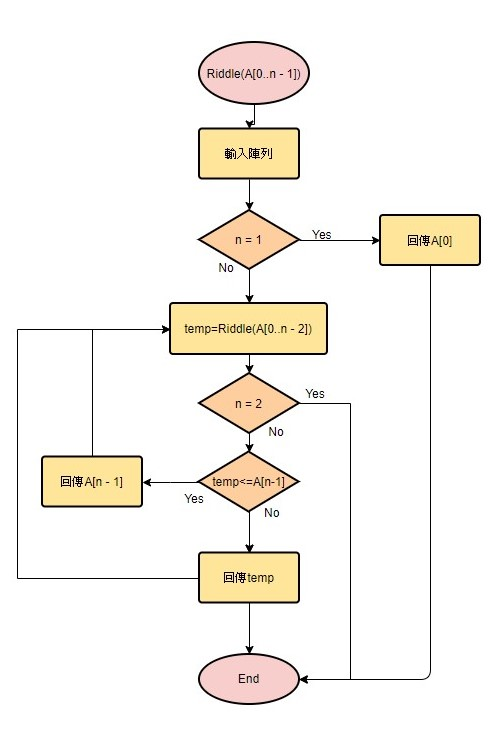 Riddle(A[0..n - 1])
輸入陣列
n = 1
Yes
回傳A[0]
No
temp=Riddle(A[0..n - 2])
n = 2
Yes
No
temp<=A[n-1]
回傳A[n - 1]
Yes
No
回傳temp
End